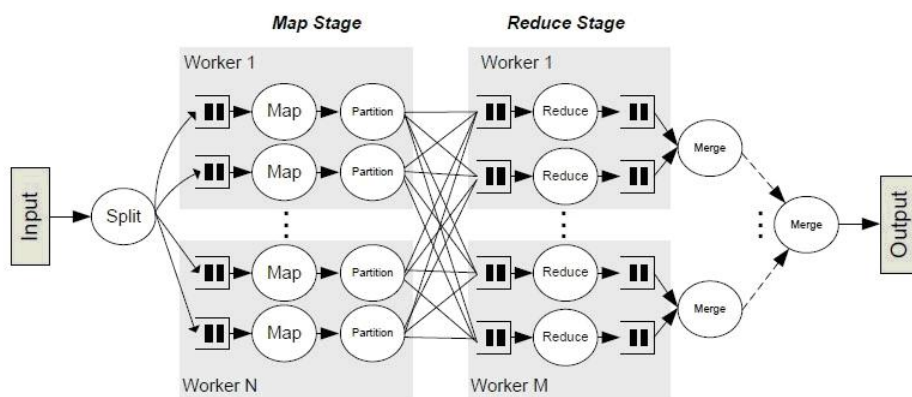 Map Stage
Reduce Stage
Worker 1
Worker 1
Map
Partition
Reduce
Map
Partition
Reduce
Merge
Input
Split
Merge
Output
Map
Partition
Reduce
Merge
Map
Partition
Reduce
Worker N
Worker M